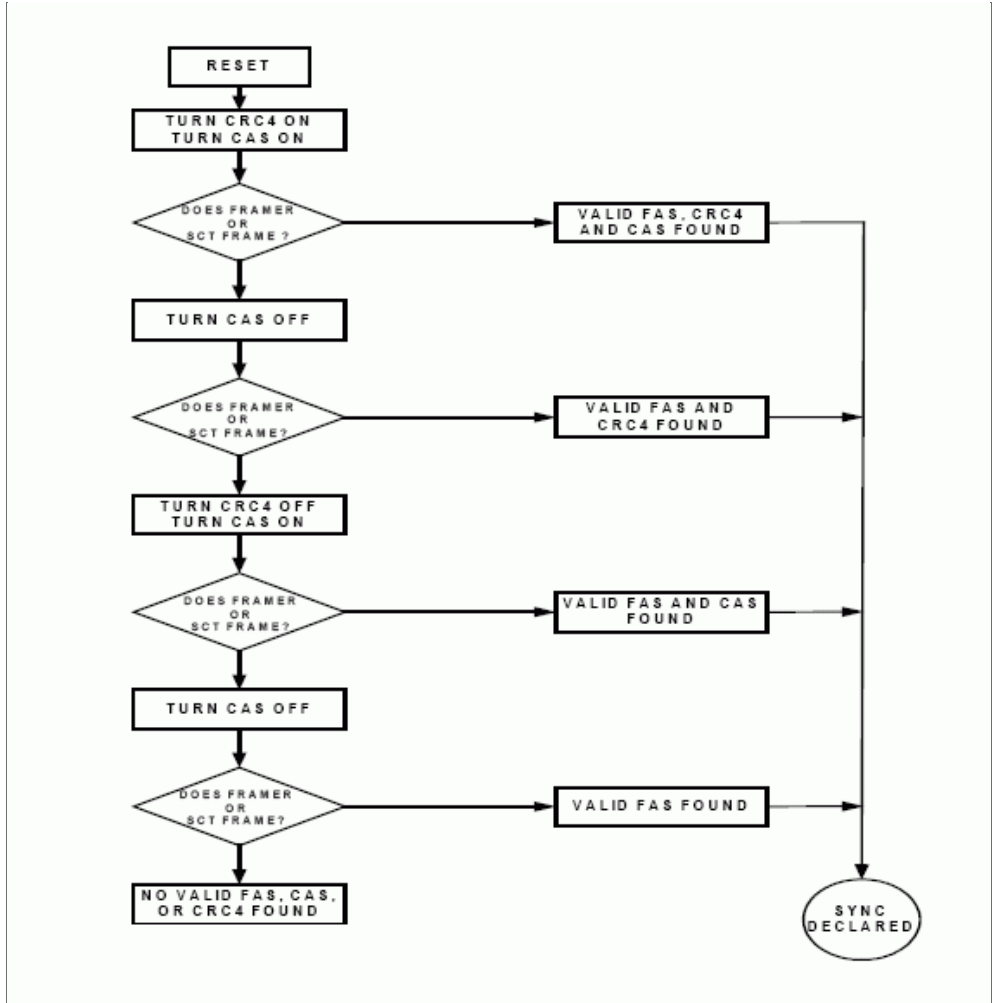 RESET
TURN CRC4 ON
TURN CAS ON
DOES FRAMER
OR
SCT FRAME ?
VALID FAS, CRC4
AND CAS FOUND
TURN CAS OFF
DOES FRAMER
OR
SCT FRAME?
VALID FAS AND
CRC4 FOUND
TURN CRC4 OFF
TURN CAS ON
DOES FRAMER
OR
SCT FRAME?
VALID FAS AND CAS
FOUND
TURN CAS OFF
DOES FRAMER
OR
SCT FRAME?
VALID FAS FOUND
NO VALID FAS, CAS,
OR CRC4 FOUND
SYNC
DECLARED